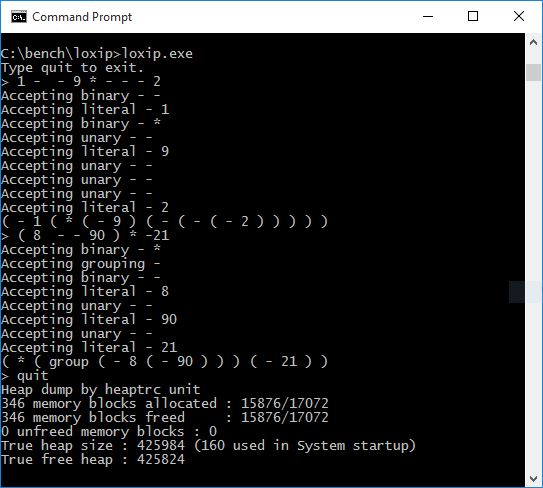 Command Prompt
C:\bench\loxip>loxip.exe
Type quit to exit.
> 1 -  - 9 * - - - 2
Accepting binary - -
Accepting literal - 1
Accepting binary - *
Accepting unary - -
Accepting literal - 9
Accepting unary - -
Accepting unary - -
Accepting unary - -
Accepting literal - 2
( - 1 ( * ( - 9 ) ( - ( - ( - 2 ) ) ) ) )
> ( 8  - - 90 ) * -21
Accepting binary - *
Accepting grouping -
Accepting binary - -
Accepting literal - 8
Accepting unary - -
Accepting literal - 90
Accepting unary - -
Accepting literal - 21
( * ( group ( - 8 ( - 90 ) ) ) ( - 21 ) )
> quit
Heap dump by heaptrc unit
346 memory blocks allocated : 15876/17072
346 memory blocks freed     : 15876/17072
0 unfreed memory blocks : 0
True heap size : 425984 (160 used in System startup)
True free heap : 425824